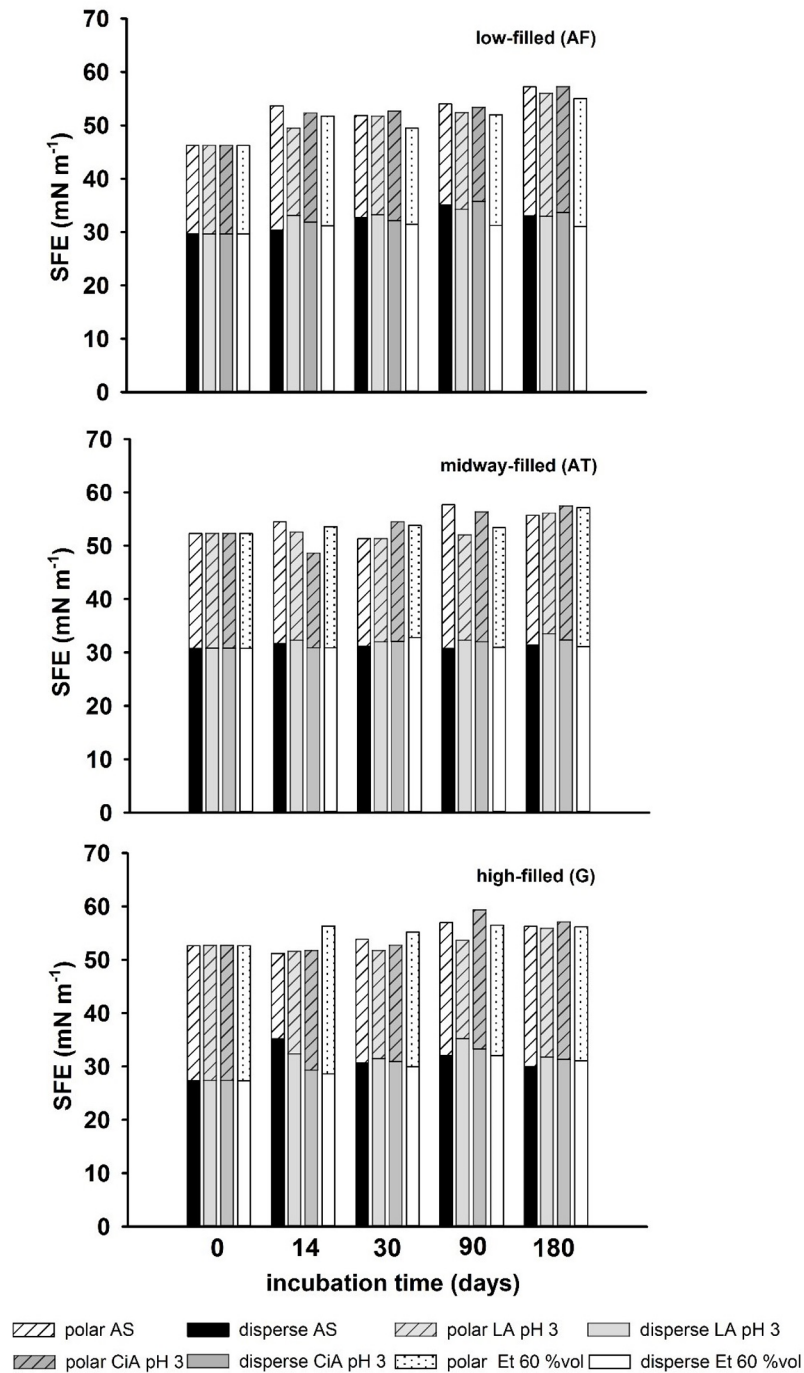 70
low-filled (AF)
60
50
40
30
20
10
0
SFE (mN m⁻¹)
70
midway-filled (AT)
60
50
40
30
20
10
0
SFE (mN m⁻¹)
70
high-filled (G)
60
50
40
30
20
10
0
SFE (mN m⁻¹)
0 14 30 90 180
incubation time (days)
polar AS disperse AS polar LA pH 3 disperse LA pH 3
polar CiA pH 3 disperse CiA pH 3 polar Et 60 %vol disperse Et 60 %vol